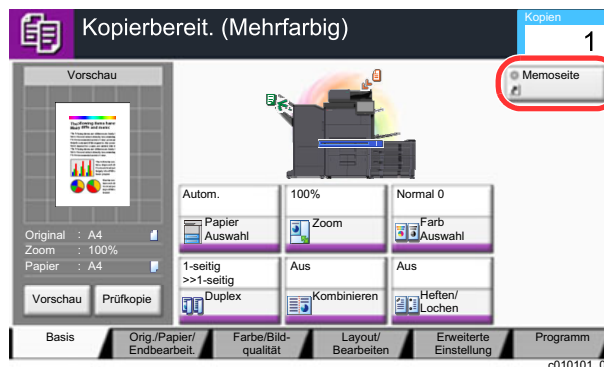 Kopierbereit. (Mehrfarbig)
Kopien
1
Memoseite
Vorschau
Original : A4
Zoom : 100%
Papier : A4
Vorschau
Prüfkopie
Autom.
Papier
Auswahl
100%
Zoom
Normal 0
Farb
Auswahl
1-seitig
>>1-seitig
Duplex
Aus
Kombinieren
Aus
Heften/
Lochen
Basis
Orig./Papier/
Endbearbeit.
Farbe/Bild-
qualität
Layout/
Bearbeiten
Erweiterte
Einstellung
Programm